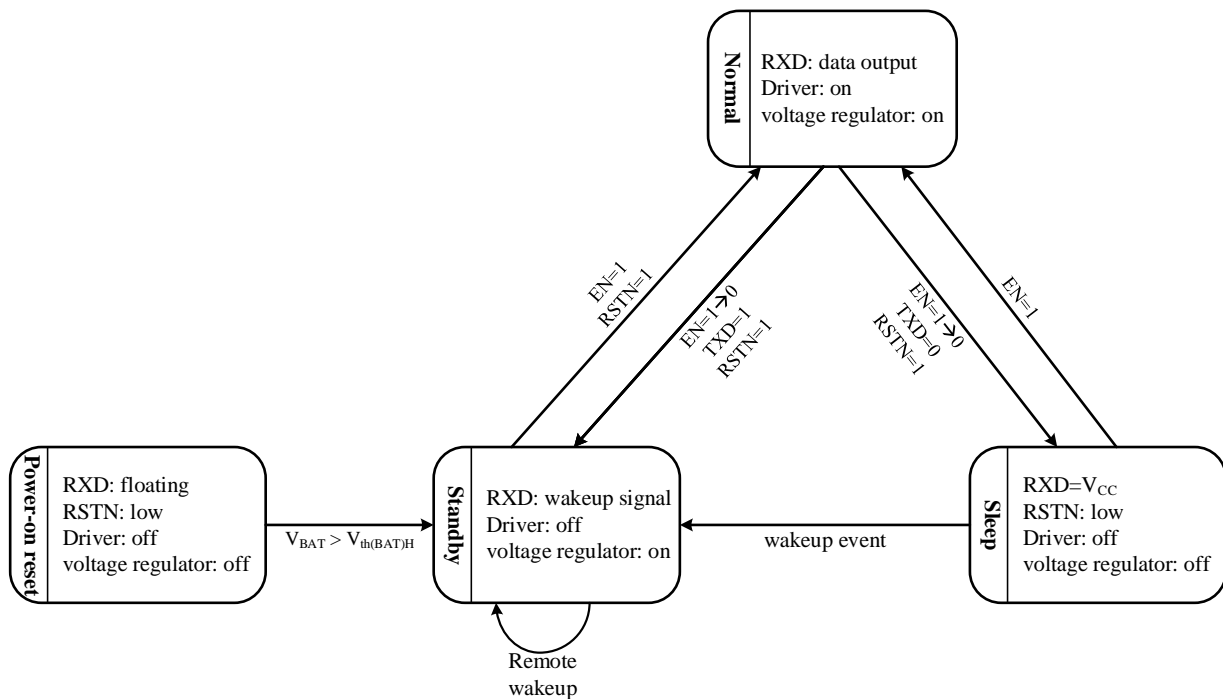 Normal
RXD: data output
Driver: on
voltage regulator: on
EN=1
RSTN=1
EN=1→0
TXD=1
RSTN=1
EN=1→0
TXD=0
RSTN=1
EN=1
Power-on reset
RXD: floating
RSTN: low
Driver: off
voltage regulator: off
V_BAT > V_th(BAT)H
Standby
RXD: wakeup signal
Driver: off
voltage regulator: on
wakeup event
Sleep
RXD=V_CC
RSTN: low
Driver: off
voltage regulator: off
Remote
wakeup